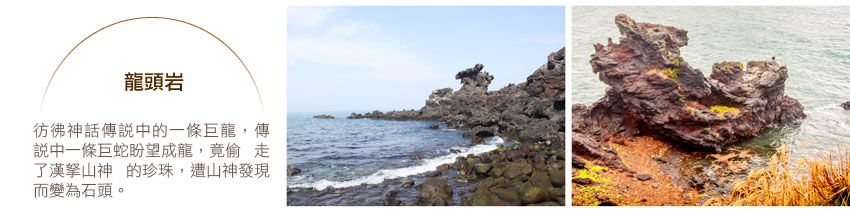 龍頭岩
彷彿神話傳説中的一條巨龍，傳
説中一條巨蛇盼望成龍，竟偷 走
了漢拏山神 的珍珠，遭山神發現
而變為石頭。